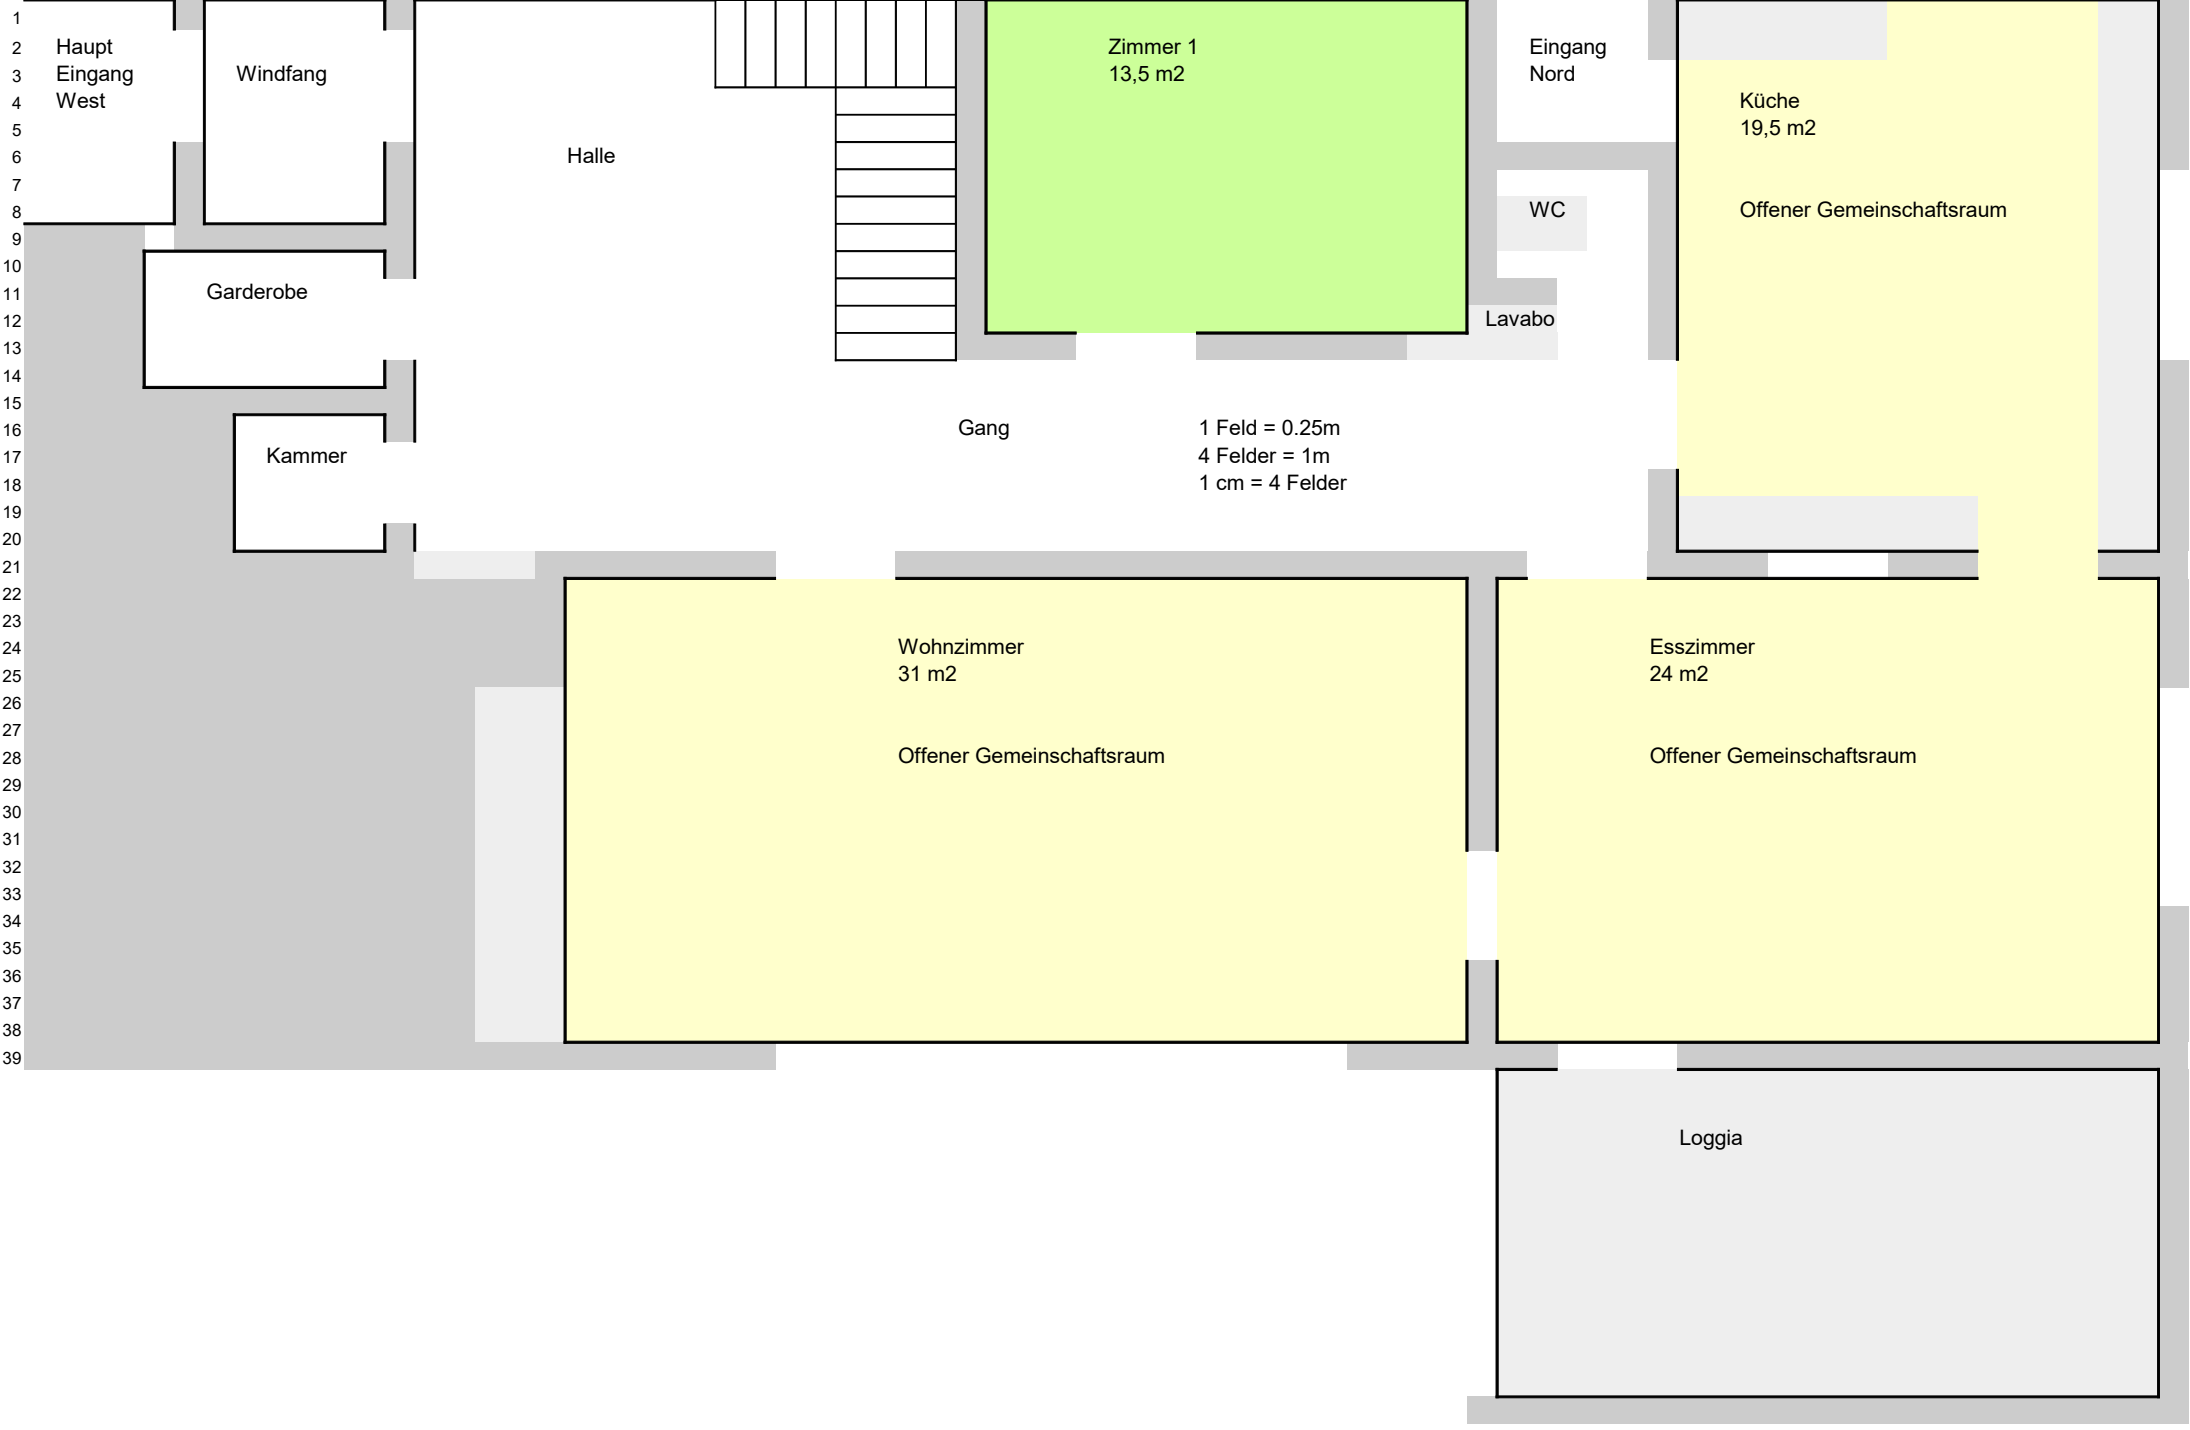 1
2
3
4
5
6
7
8
9
10
11
12
13
14
15
16
17
18
19
20
21
22
23
24
25
26
27
28
29
30
31
32
33
34
35
36
37
38
39
Haupt
Eingang
West
Windfang
Halle
Zimmer 1
13,5 m2
Eingang
Nord
Küche
19,5 m2
Offener Gemeinschaftsraum
WC
Garderobe
Lavabo
Kammer
Gang
1 Feld = 0.25m
4 Felder = 1m
1 cm = 4 Felder
Wohnzimmer
31 m2
Offener Gemeinschaftsraum
Esszimmer
24 m2
Offener Gemeinschaftsraum
Loggia